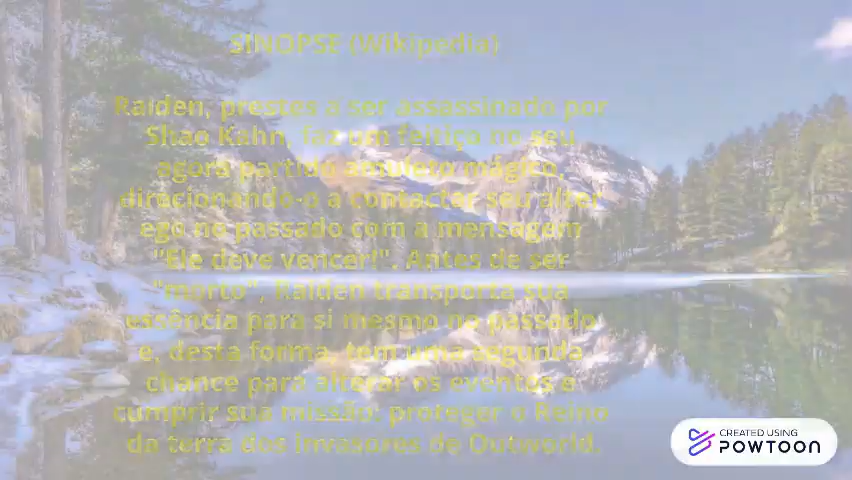 SINOPSE (Wikipedia)
Raiden, prestes a ser assassinado por
Shao Kahn, faz um feitiço no seu
agora partido amuleto mágico,
direcionando-o a contactar seu alter
ego no passado com a mensagem
"Ele deve vencer!". Antes de ser
"morto", Raiden transporta sua
essência para si mesmo no passado
e, desta forma, tem uma segunda
chance para alterar os eventos e
cumprir sua missão: proteger o Reino
da terra dos invasores de Outworld.
CREATED USING
POWTOON